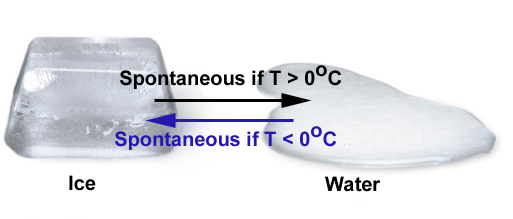 Spontaneous if T > 0°C
Spontaneous if T < 0°C
Ice
Water